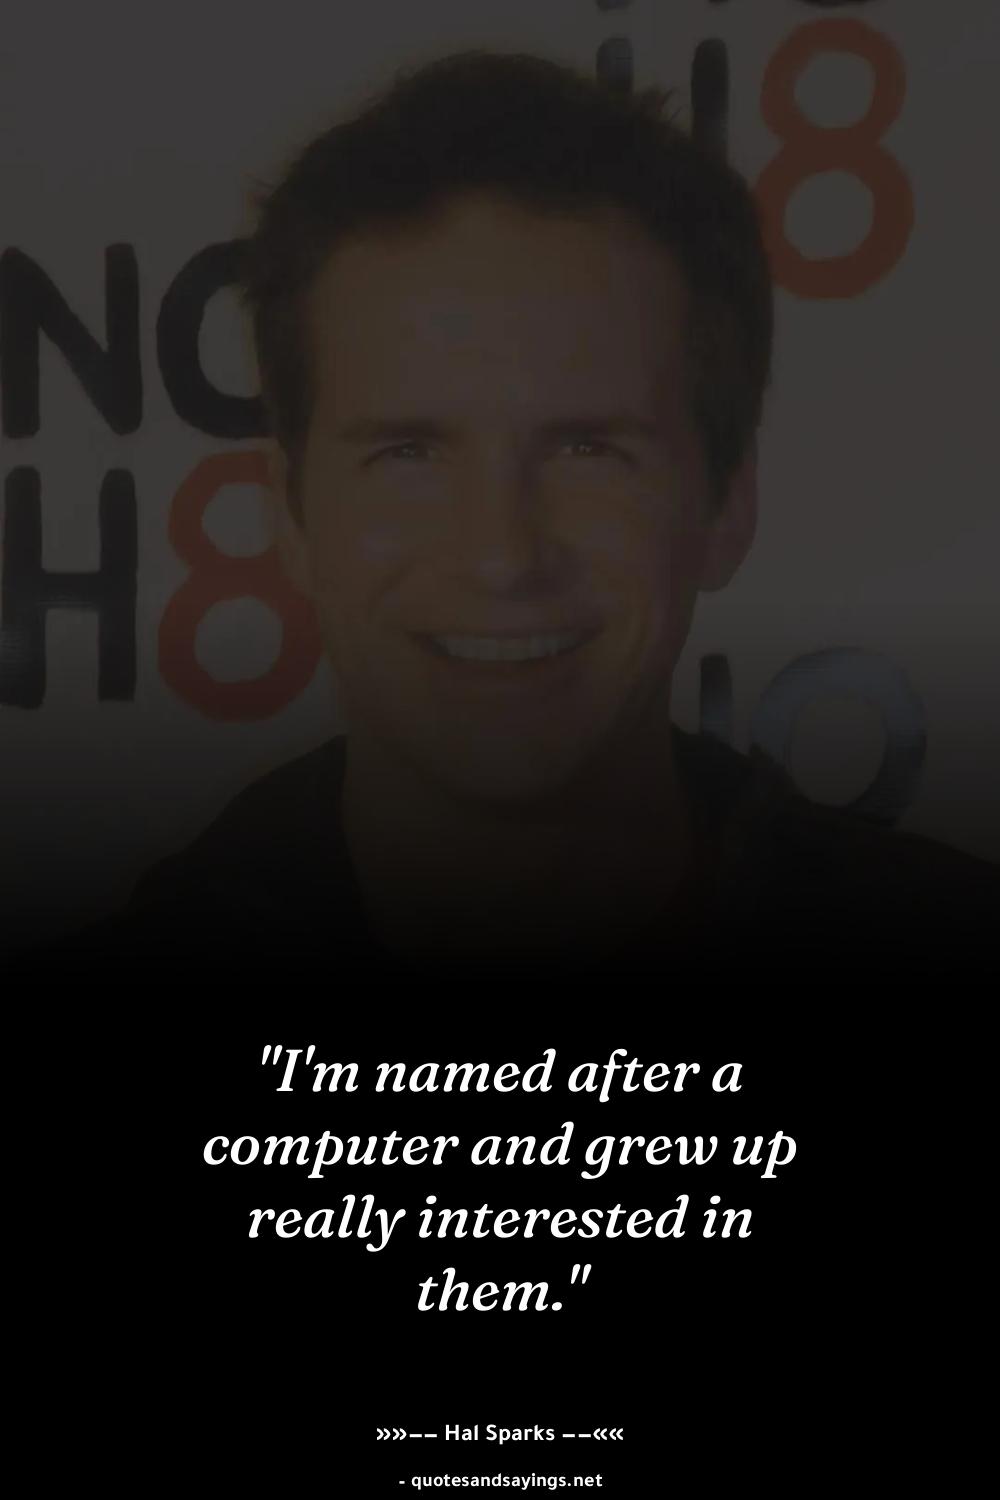 H8
NO
H8
NO
"I'm named after a
computer and grew up
really interested in
them."
»»—— Hal Sparks ——««
- quotesandsayings.net